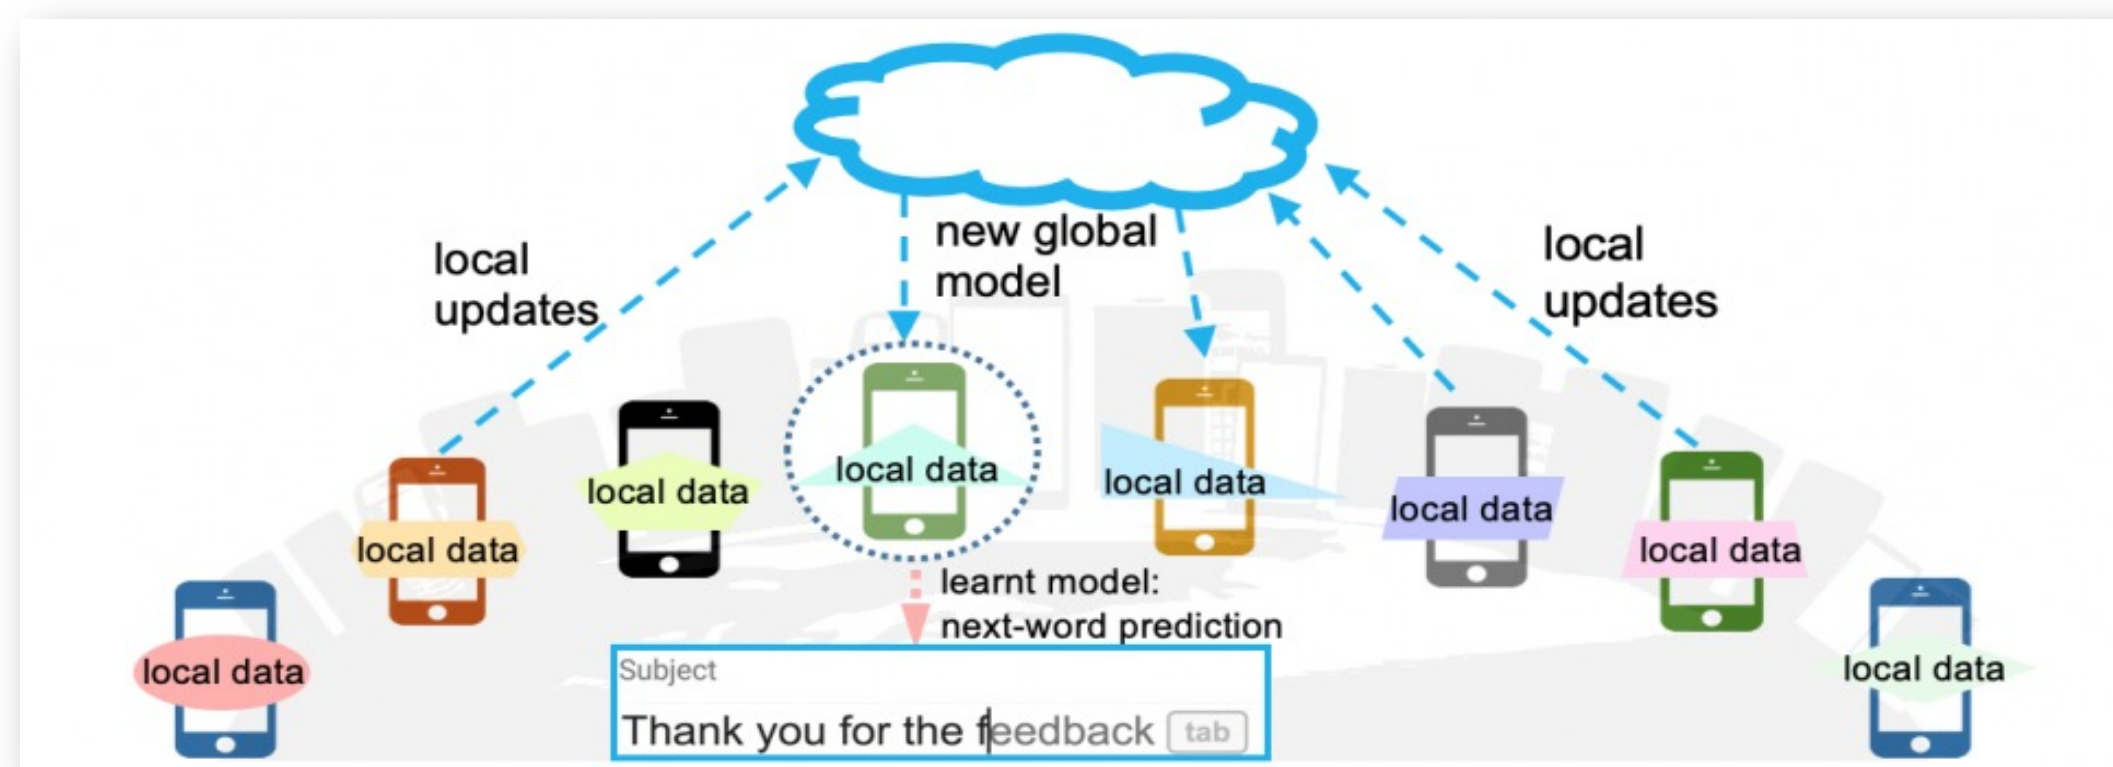 new global
model
local
updates
local
updates
local data
local data
local data
local data
local data
local data
local data
local data
learnt model:
next-word prediction
Subject
Thank you for the feedback tab